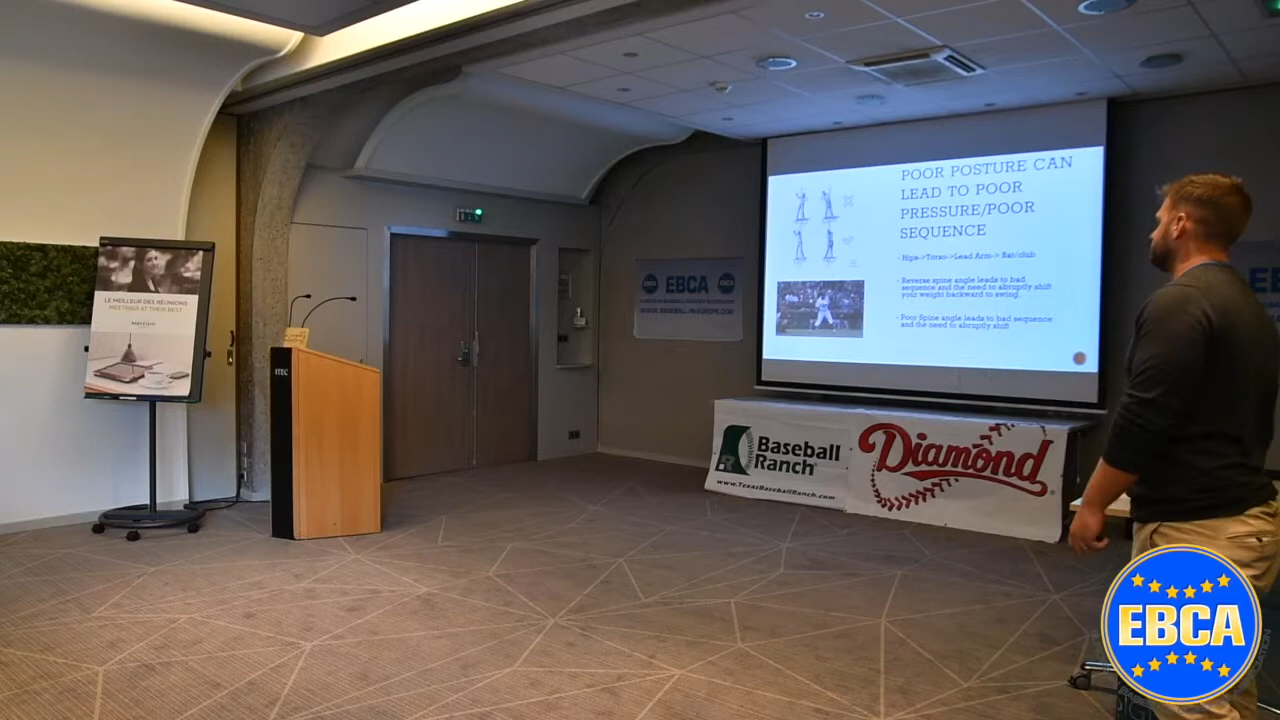 LE MEILLEUR DES RÉUNIONS
MEETINGS AT THEIR BEST
Mercure
ITEC
EBCA
WWW.BASEBALL.FR-EUROPE.COM
POOR POSTURE CAN
LEAD TO POOR
PRESSURE/POOR
SEQUENCE
- Hips->Torso->Lead Arm-> Bat/club
- Reverse spine angle leads to bad
sequence and the need to abruptly shift
your weight backward to swing.
- Poor Spine angle leads to bad sequence
and the need to abruptly shift
Baseball
Ranch
www.TexasBaseballRanch.com
Diamond
EBCA